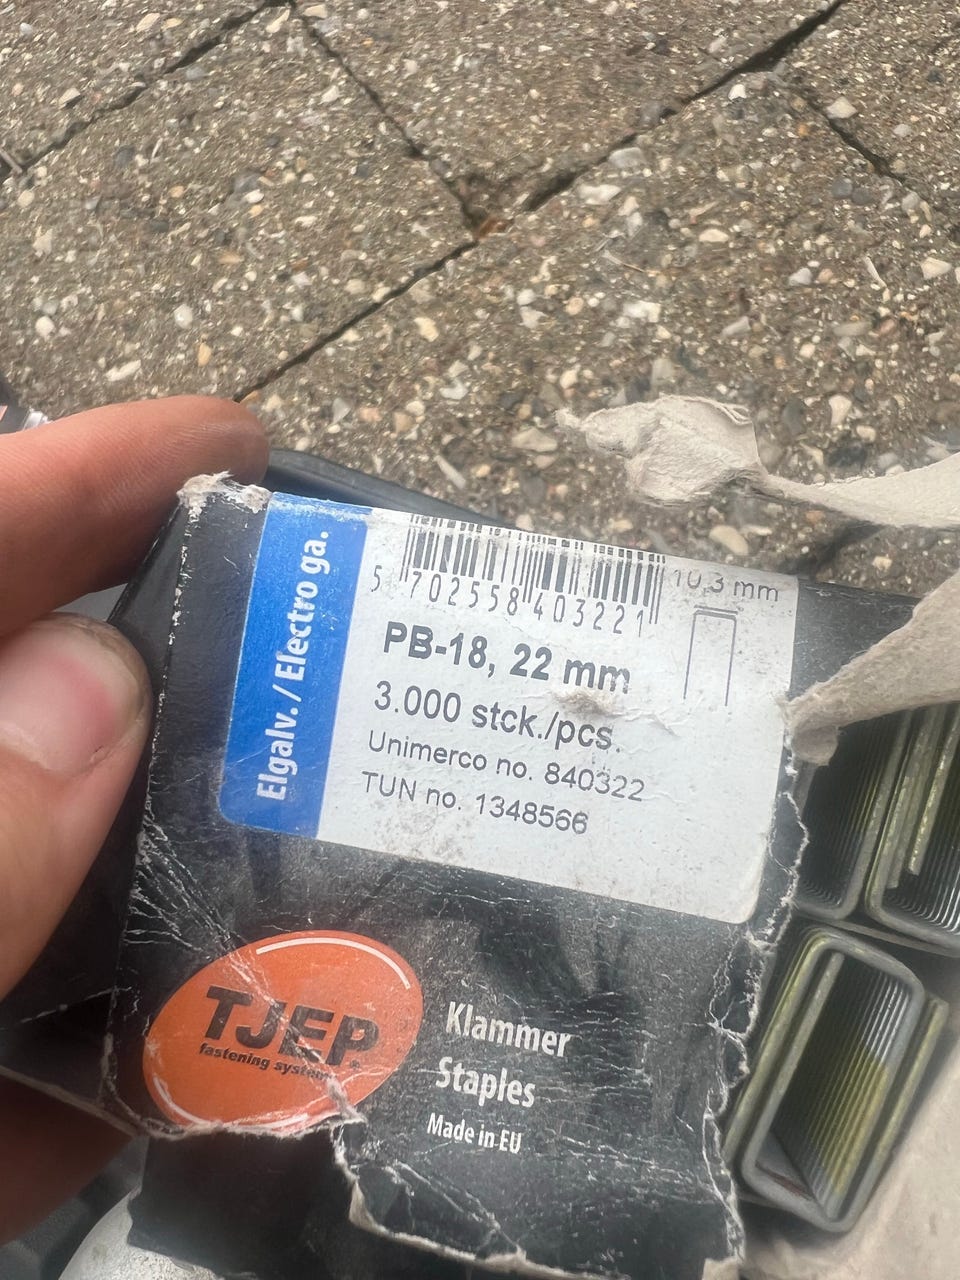 Elgalv. / Electro ga.
5 702558 403221
10,3 mm
PB-18, 22 mm
3.000 stck./pcs.
Unimerco no. 840322
TUN no. 1348566
TJEP®
fastening system
Klammer
Staples
Made in EU